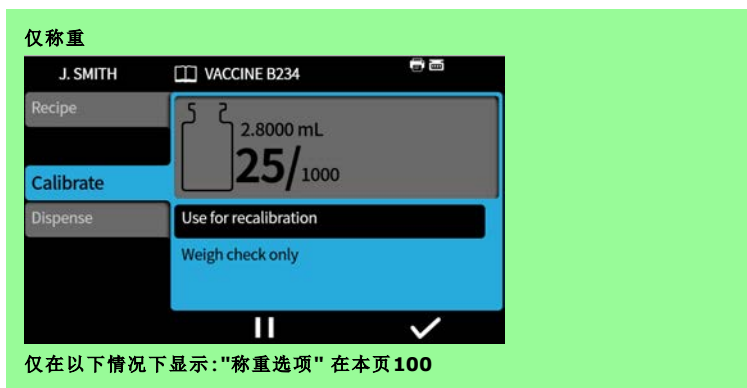 仅称重
J. SMITH VACCINE B234
Recipe
2.8000 mL
25/1000
Calibrate
Dispense
Use for recalibration
Weigh check only
仅在以下情况下显示:"称重选项" 在本页100